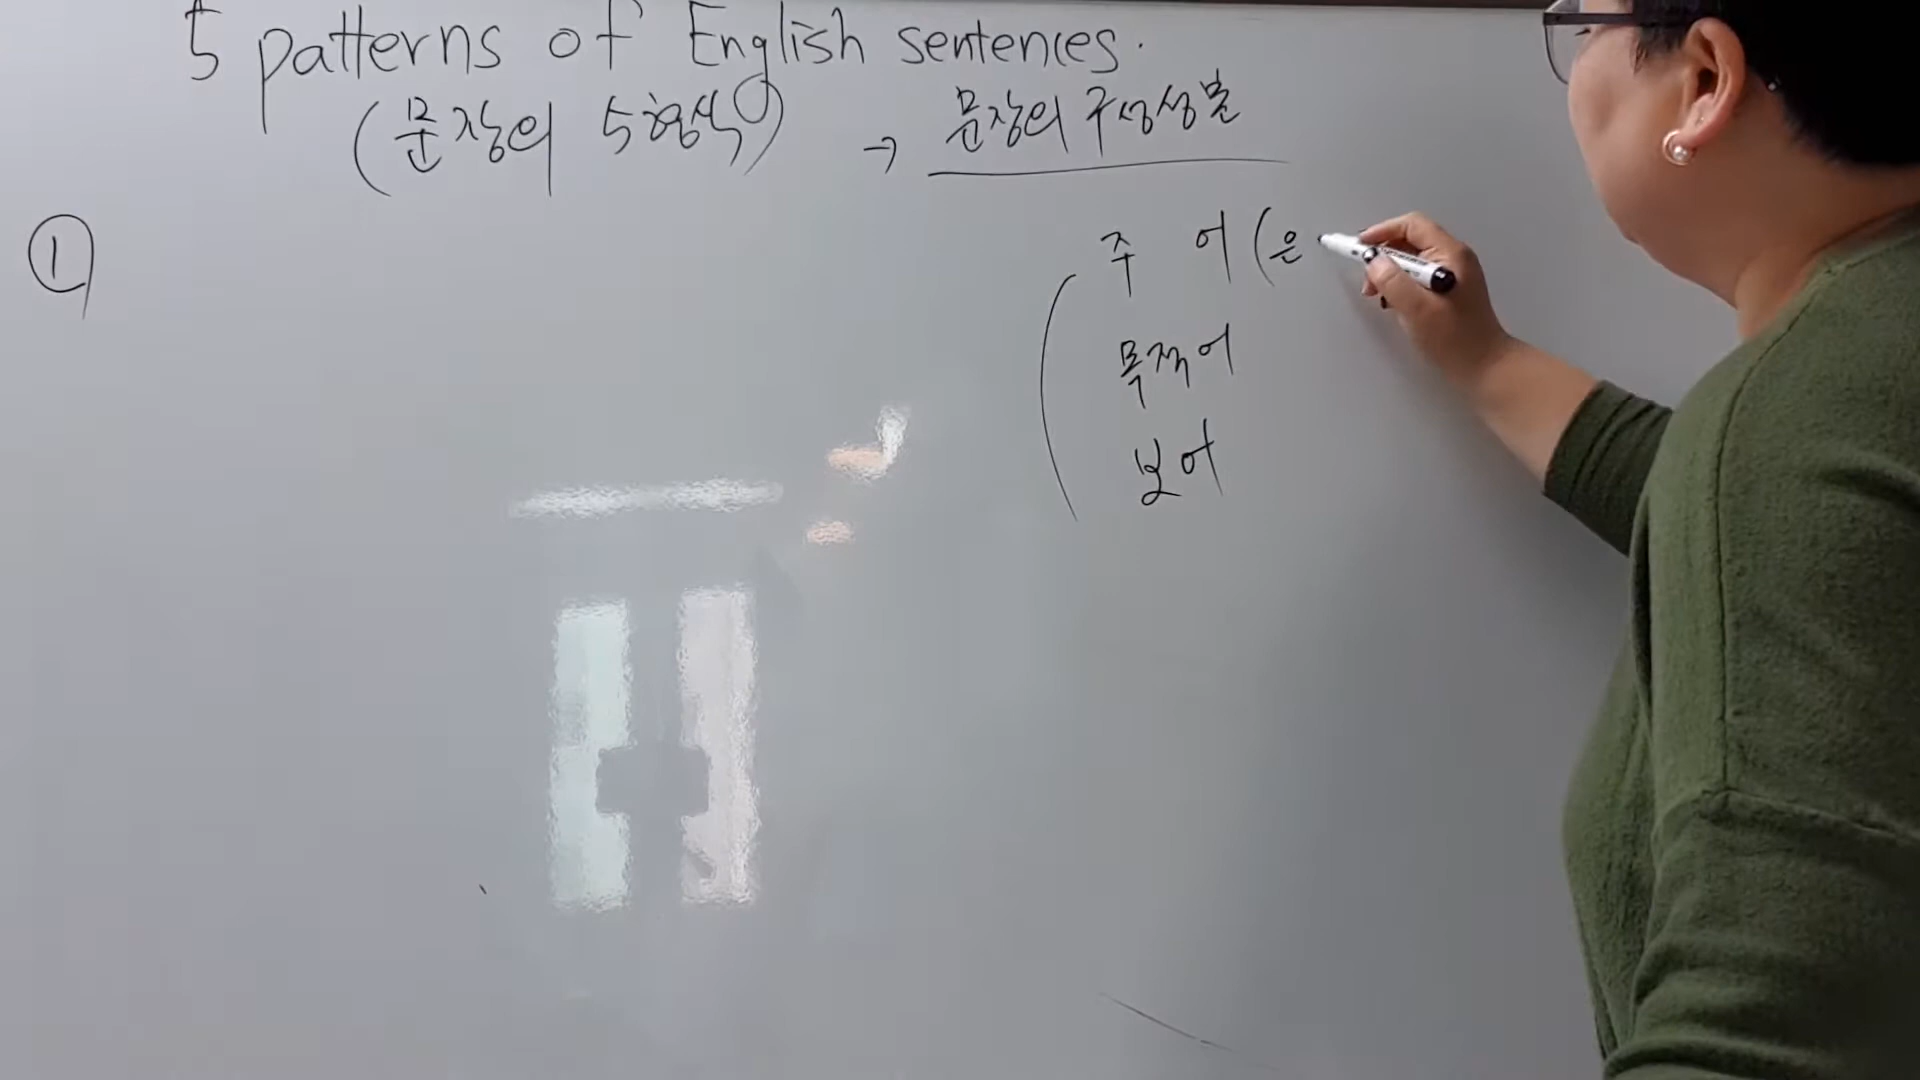 5 patterns of English sentences.
(문장의 5형식) → 문장의 구성성분
①
주 어 (은
목적어
보어